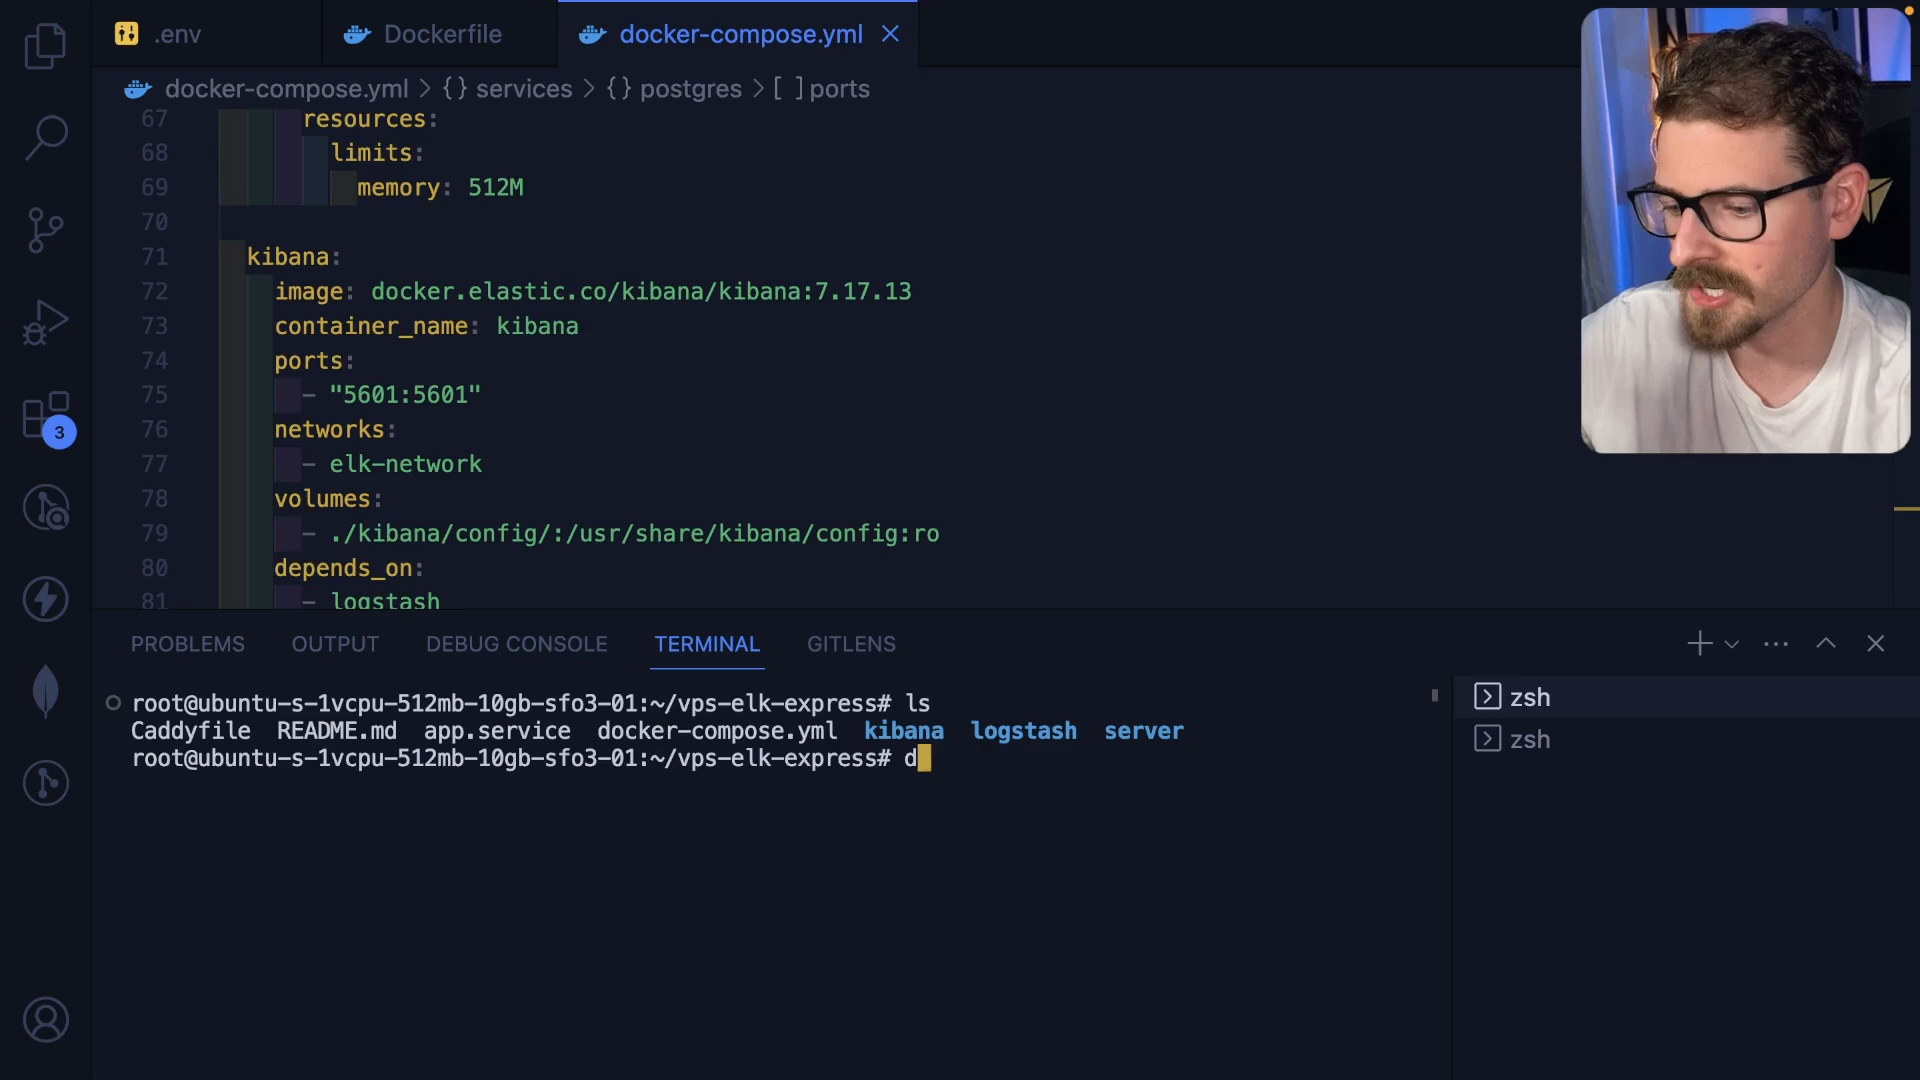 .env
Dockerfile
docker-compose.yml
docker-compose.yml > {} services > {} postgres > [ ] ports
67 resources:
68 limits:
69 memory: 512M
70
71 kibana:
72 image: docker.elastic.co/kibana/kibana:7.17.13
73 container_name: kibana
74 ports:
75 - "5601:5601"
76 networks:
77 - elk-network
78 volumes:
79 - ./kibana/config/:/usr/share/kibana/config:ro
80 depends_on:
81 - logstash
3
PROBLEMS OUTPUT DEBUG CONSOLE TERMINAL GITLENS
root@ubuntu-s-1vcpu-512mb-10gb-sfo3-01:~/vps-elk-express# ls
Caddyfile README.md app.service docker-compose.yml kibana logstash server
root@ubuntu-s-1vcpu-512mb-10gb-sfo3-01:~/vps-elk-express# d
zsh
zsh